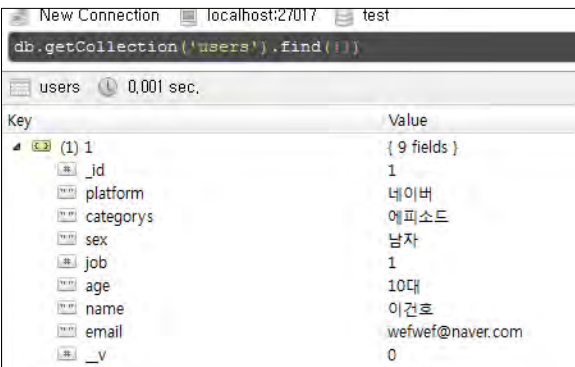 New Connection localhost:27017 test
db.getCollection('users').find({})
users 0,001 sec,
Key Value
(1) 1 { 9 fields }
_id 1
platform 네이버
categorys 에피소드
sex 남자
job 1
age 10대
name 이건호
email wefwef@naver.com
__v 0